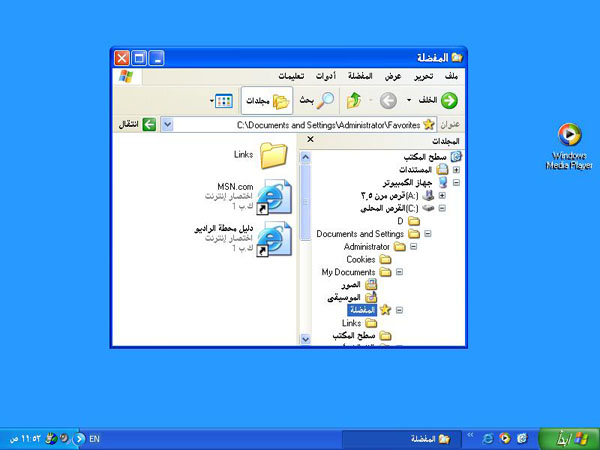 المفضلة
ملف تحرير عرض المفضلة أدوات تعليمات
الخلف بحث مجلدات
عنوان C:\Documents and Settings\Administrator\Favorites انتقال
المجلدات
سطح المكتب
المستندات
جهاز الكمبيوتر
قرص مرن ٣,٥ (A:)
القرص المحلي (C:)
D
Documents and Settings
Administrator
Cookies
My Documents
الصور
الموسيقى
المفضلة
Links
سطح المكتب
Links
MSN.com
اختصار إنترنت
١ ك.ب
دليل محطة الراديو
اختصار إنترنت
١ ك.ب
Windows
Media Player
ابدأ
المفضلة
EN
١١:٥٢ ص